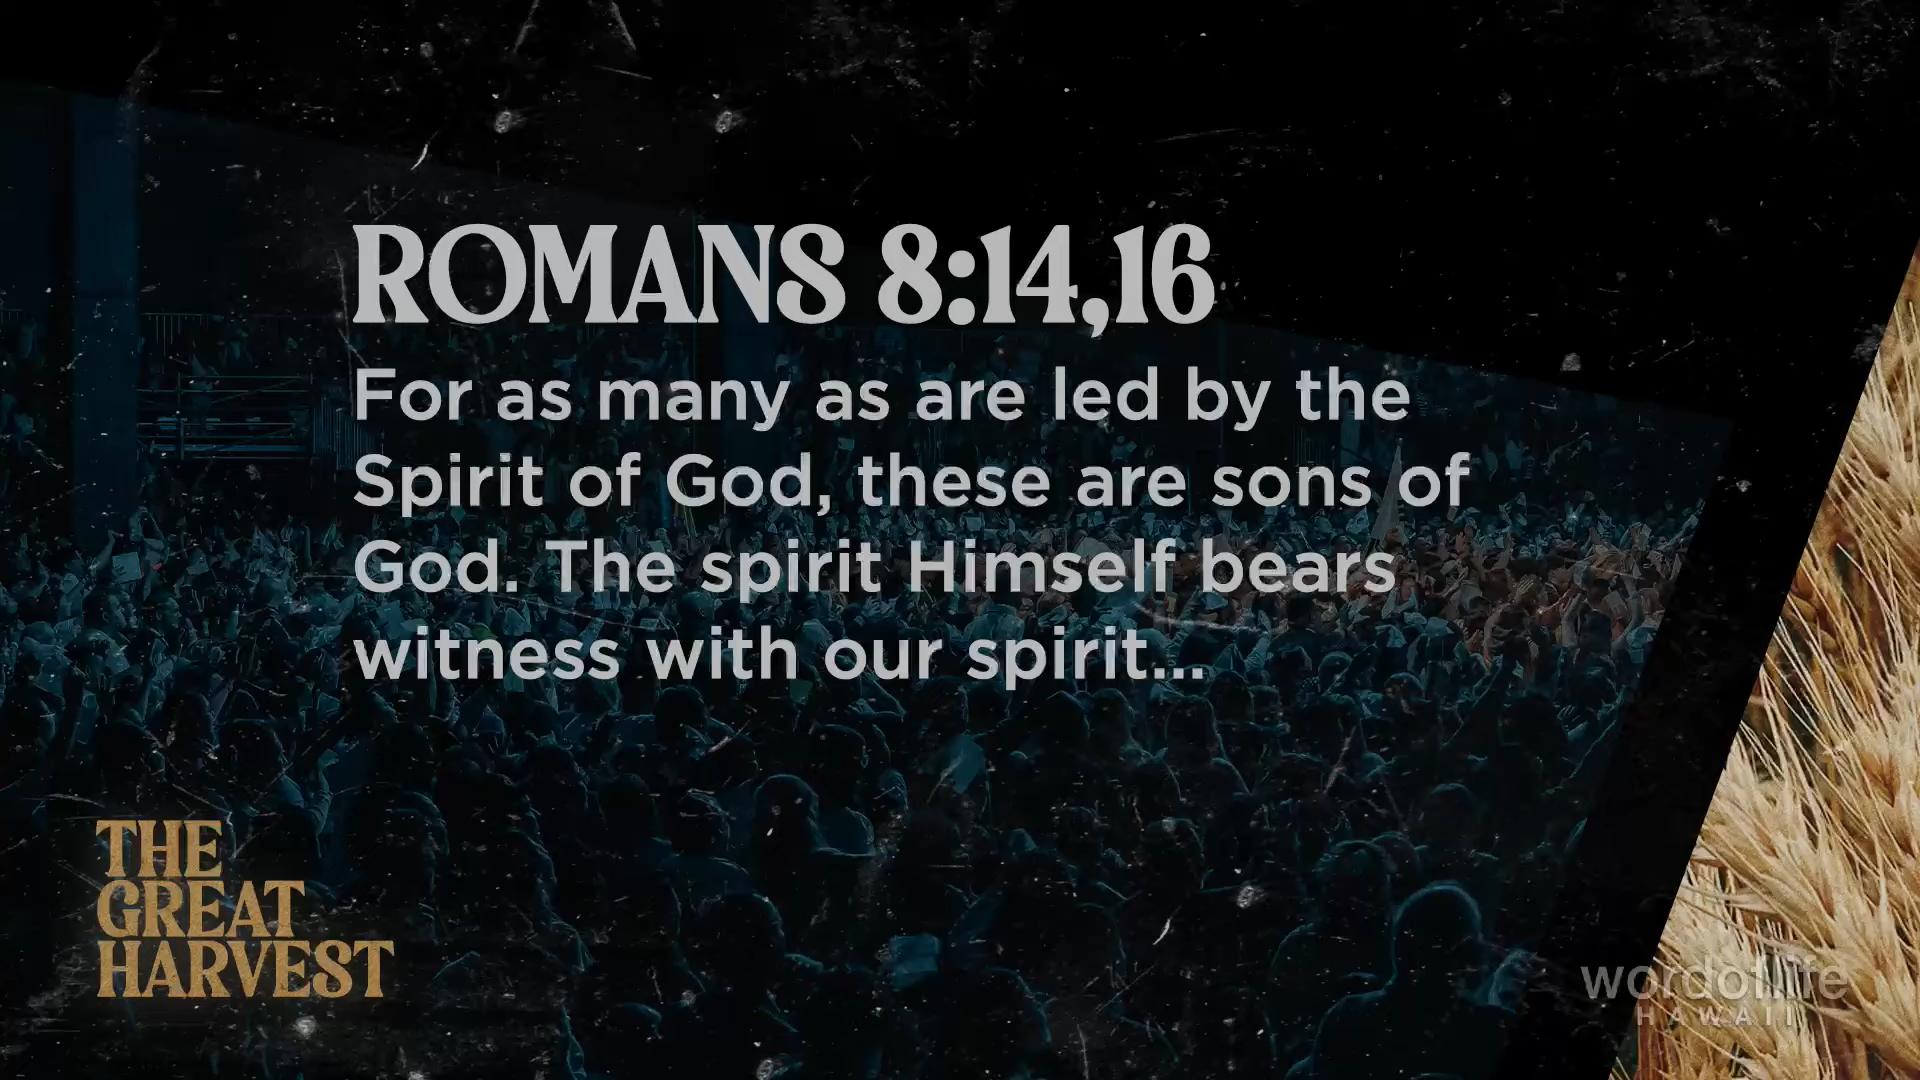 ROMANS 8:14,16
For as many as are led by the
Spirit of God, these are sons of
God. The spirit Himself bears
witness with our spirit...
THE
GREAT
HARVEST
wordoflife
HAWAII